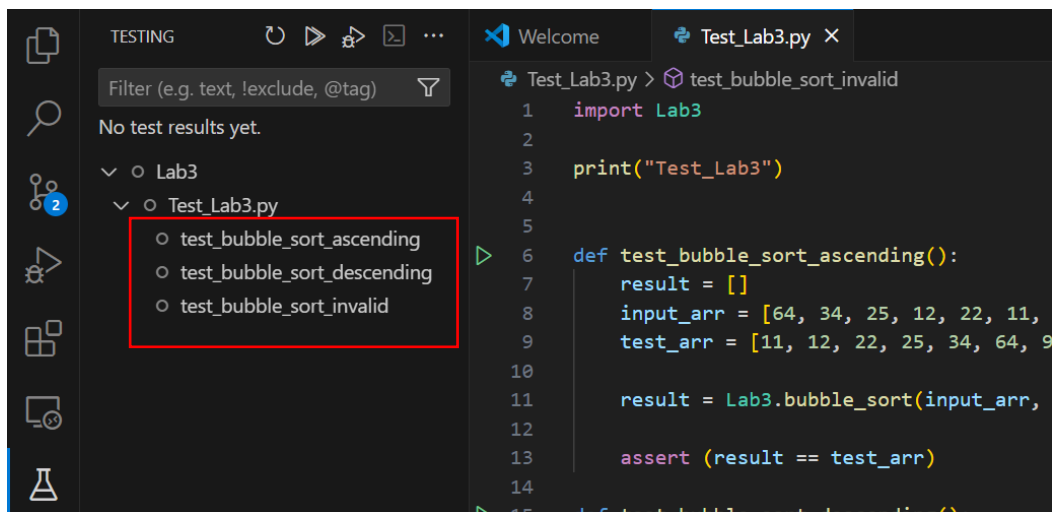 TESTING
Filter (e.g. text, !exclude, @tag)
No test results yet.
Lab3
Test_Lab3.py
test_bubble_sort_ascending
test_bubble_sort_descending
test_bubble_sort_invalid
2
Welcome
Test_Lab3.py
Test_Lab3.py > test_bubble_sort_invalid
1 import Lab3
2
3 print("Test_Lab3")
4
5
6 def test_bubble_sort_ascending():
7 result = []
8 input_arr = [64, 34, 25, 12, 22, 11,
9 test_arr = [11, 12, 22, 25, 34, 64, 9
10
11 result = Lab3.bubble_sort(input_arr,
12
13 assert (result == test_arr)
14